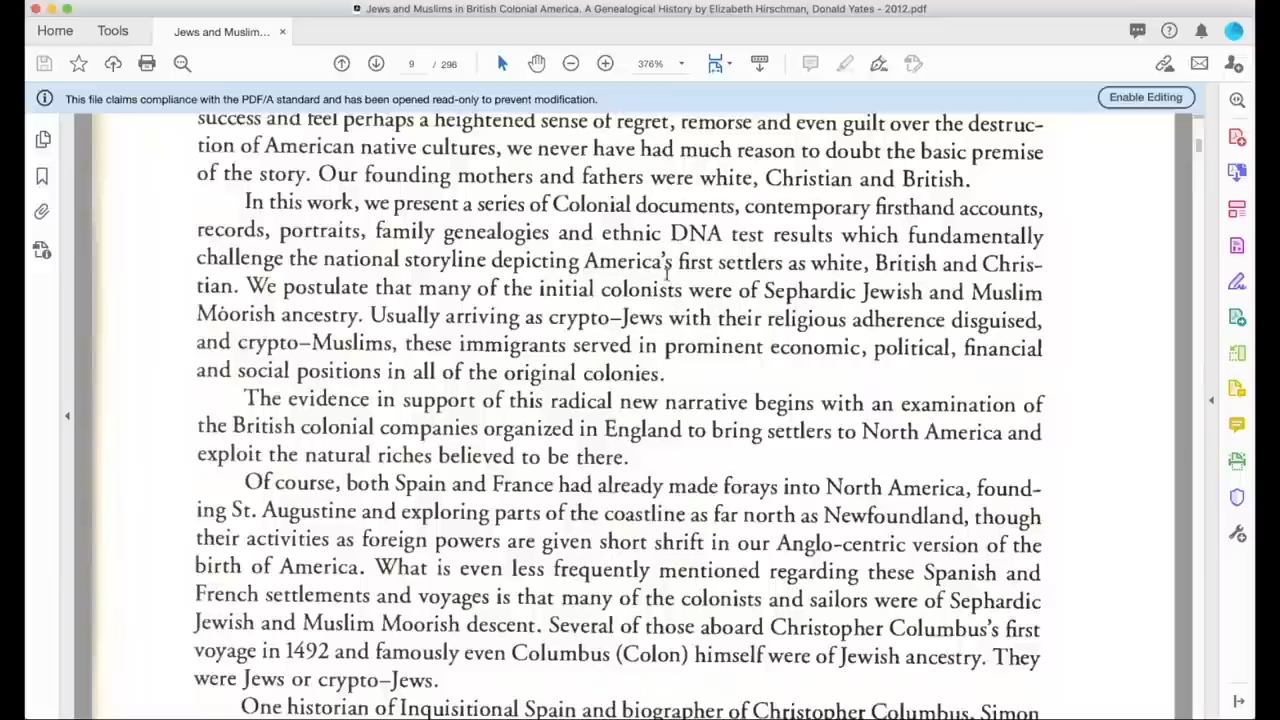 Jews and Muslims in British Colonial America. A Genealogical History by Elizabeth Hirschman, Donald Yates - 2012.pdf
Home Tools Jews and Muslim... ×
9 / 296 376%
This file claims compliance with the PDF/A standard and has been opened read-only to prevent modification. Enable Editing
success and feel perhaps a heightened sense of regret, remorse and even guilt over the destruc-
tion of American native cultures, we never have had much reason to doubt the basic premise
of the story. Our founding mothers and fathers were white, Christian and British.
In this work, we present a series of Colonial documents, contemporary firsthand accounts,
records, portraits, family genealogies and ethnic DNA test results which fundamentally
challenge the national storyline depicting America's first settlers as white, British and Chris-
tian. We postulate that many of the initial colonists were of Sephardic Jewish and Muslim
Moorish ancestry. Usually arriving as crypto–Jews with their religious adherence disguised,
and crypto–Muslims, these immigrants served in prominent economic, political, financial
and social positions in all of the original colonies.
The evidence in support of this radical new narrative begins with an examination of
the British colonial companies organized in England to bring settlers to North America and
exploit the natural riches believed to be there.
Of course, both Spain and France had already made forays into North America, found-
ing St. Augustine and exploring parts of the coastline as far north as Newfoundland, though
their activities as foreign powers are given short shrift in our Anglo-centric version of the
birth of America. What is even less frequently mentioned regarding these Spanish and
French settlements and voyages is that many of the colonists and sailors were of Sephardic
Jewish and Muslim Moorish descent. Several of those aboard Christopher Columbus's first
voyage in 1492 and famously even Columbus (Colon) himself were of Jewish ancestry. They
were Jews or crypto–Jews.
One historian of Inquisitional Spain and biographer of Christopher Columbus, Simon